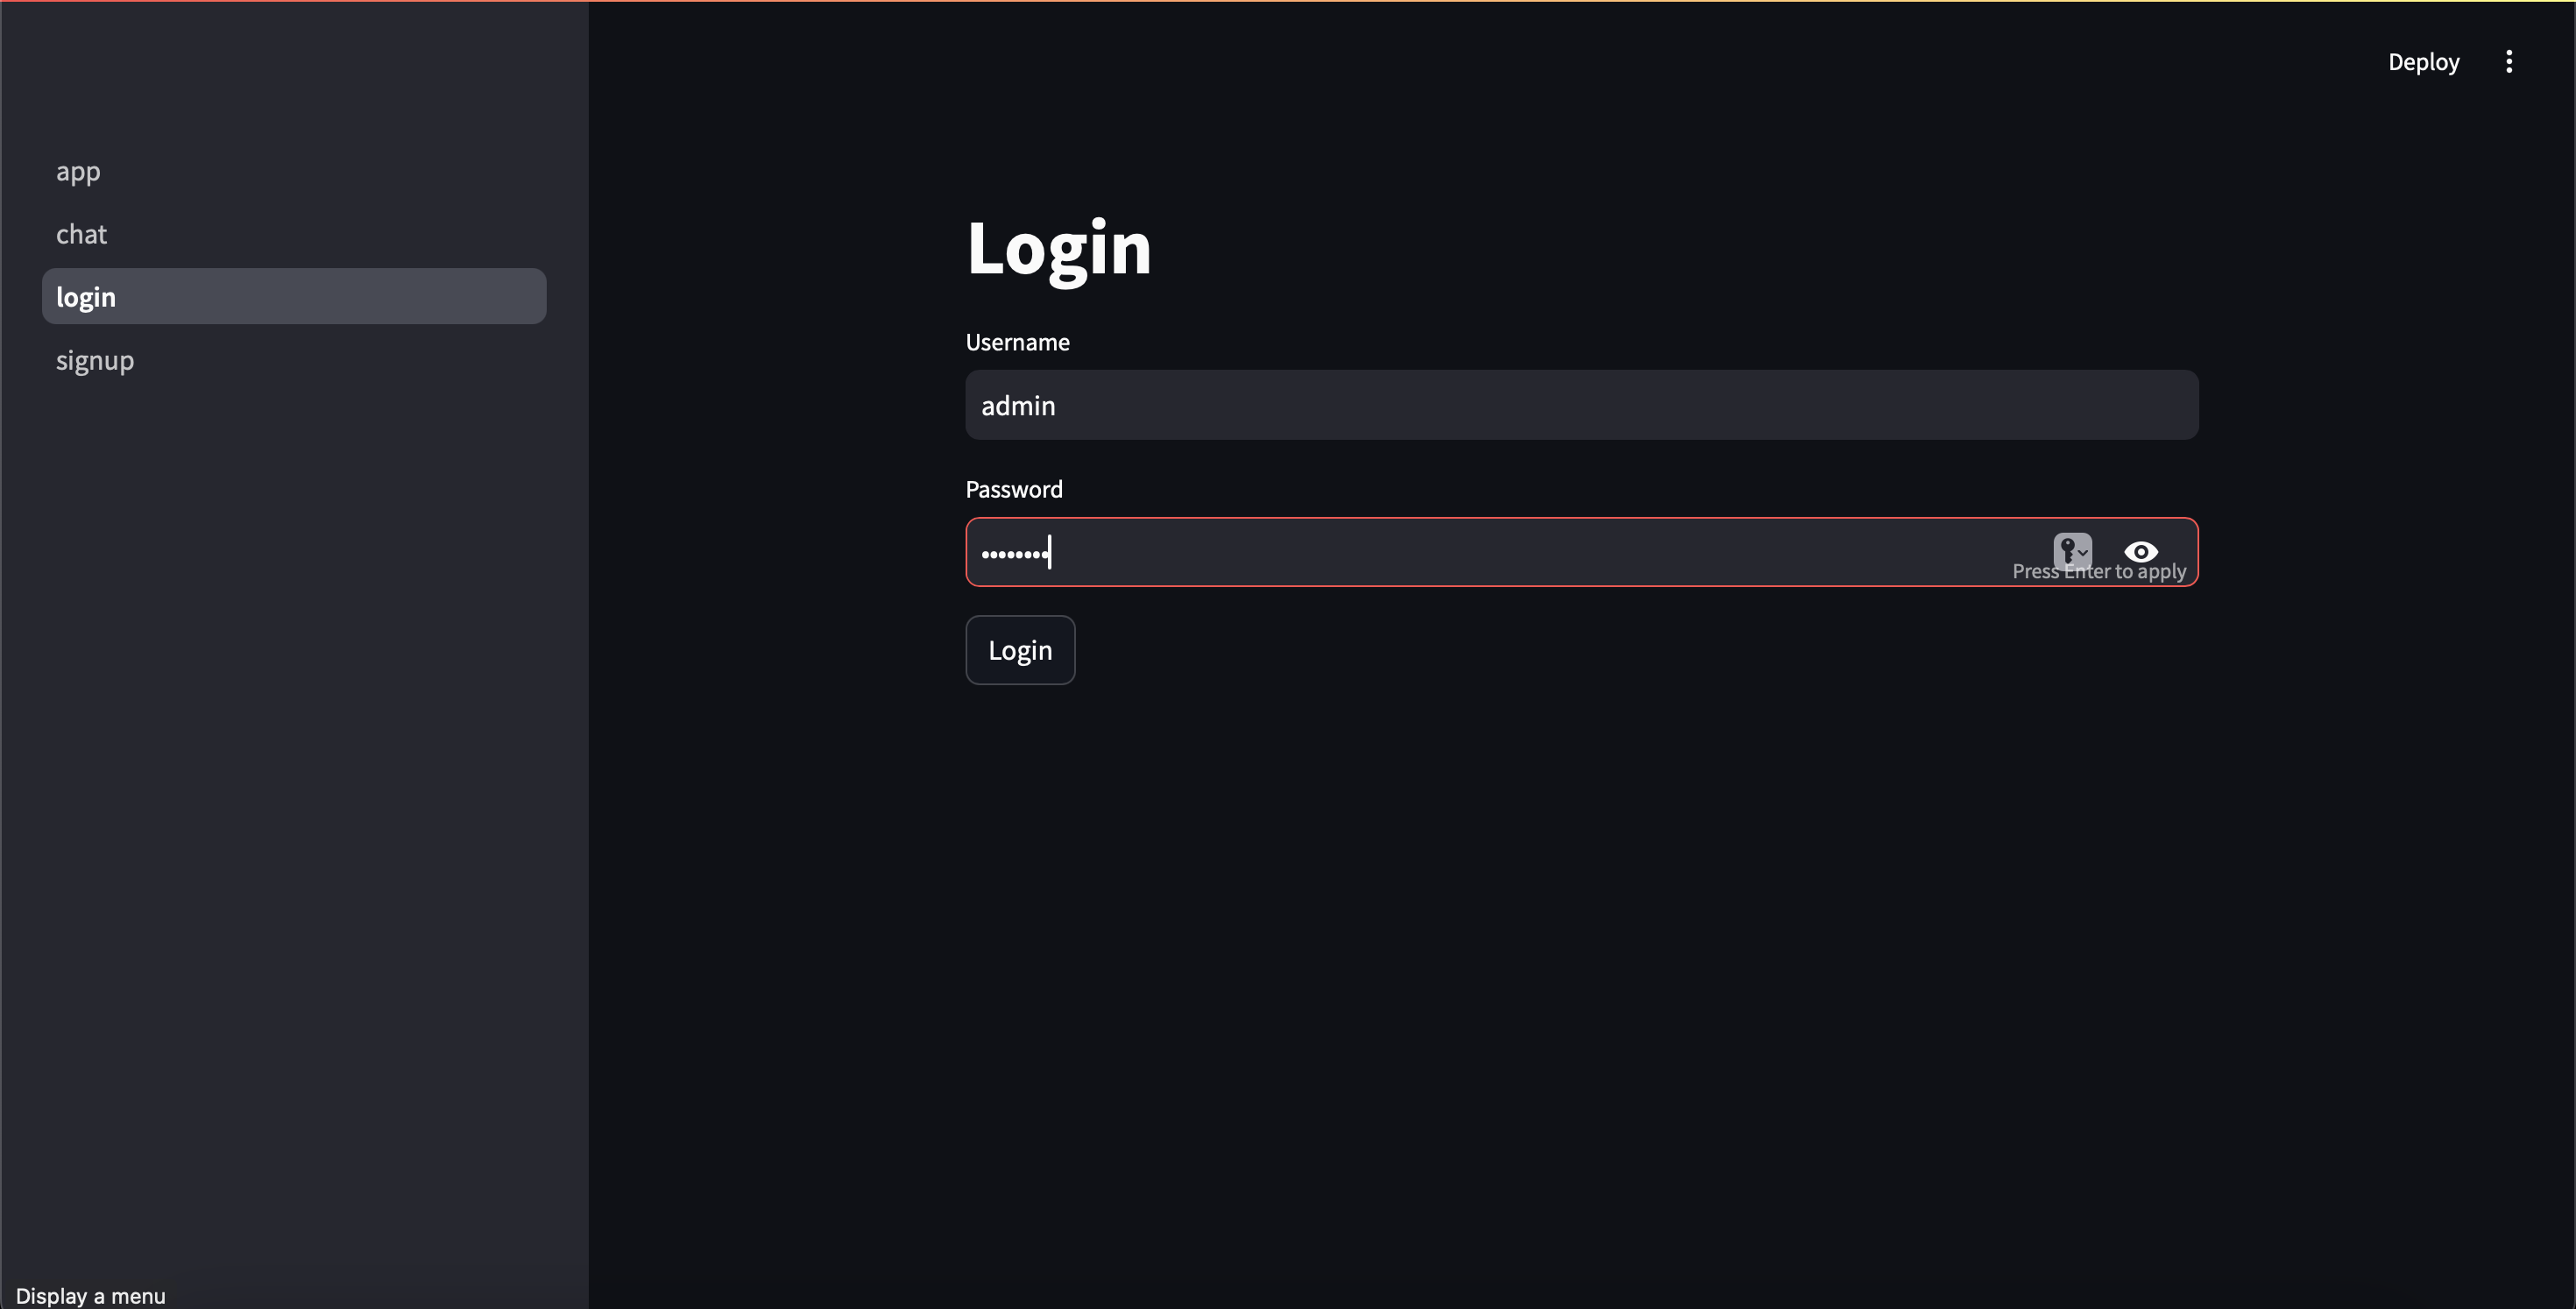 Deploy
app
chat
login
signup
Login
Username
admin
Password
••••••••
Press Enter to apply
Login
Display a menu